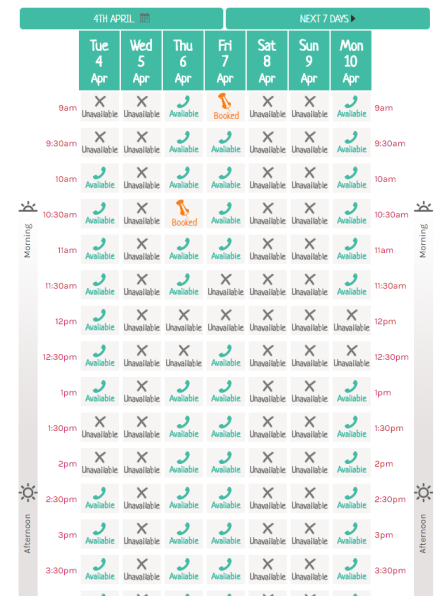 4TH APRIL NEXT 7 DAYS
Tue Wed Thu Fri Sat Sun Mon
4 5 6 7 8 9 10
Apr Apr Apr Apr Apr Apr Apr
9am Unavailable Unavailable Available Booked Unavailable Unavailable Available 9am
9:30am Unavailable Unavailable Available Available Unavailable Unavailable Available 9:30am
10am Available Unavailable Available Available Unavailable Unavailable Available 10am
10:30am Available Unavailable Booked Available Unavailable Unavailable Available 10:30am
Morning Morning
11am Available Unavailable Available Available Unavailable Unavailable Available 11am
11:30am Available Unavailable Available Unavailable Unavailable Unavailable Available 11:30am
12pm Available Unavailable Unavailable Unavailable Unavailable Unavailable Unavailable 12pm
12:30pm Available Unavailable Unavailable Available Unavailable Unavailable Unavailable 12:30pm
1pm Available Unavailable Available Available Unavailable Unavailable Available 1pm
1:30pm Unavailable Unavailable Available Available Unavailable Unavailable Available 1:30pm
2pm Unavailable Unavailable Available Available Unavailable Unavailable Available 2pm
2:30pm Available Unavailable Available Available Unavailable Unavailable Available 2:30pm
Afternoon Afternoon
3pm Available Unavailable Available Available Unavailable Unavailable Available 3pm
3:30pm Available Unavailable Available Available Unavailable Unavailable Available 3:30pm